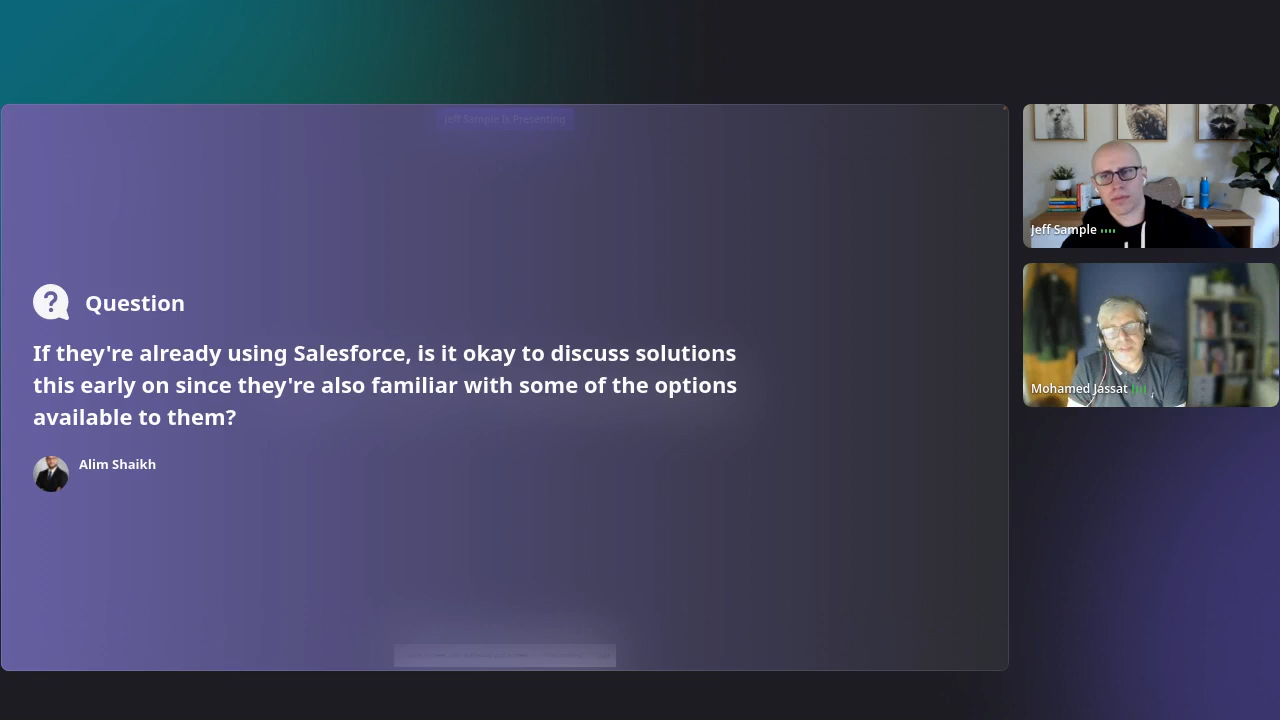 Jeff Sample Is Presenting
Question
If they're already using Salesforce, is it okay to discuss solutions
this early on since they're also familiar with some of the options
available to them?
Alim Shaikh
Jeff Sample
Mohamed Jassat